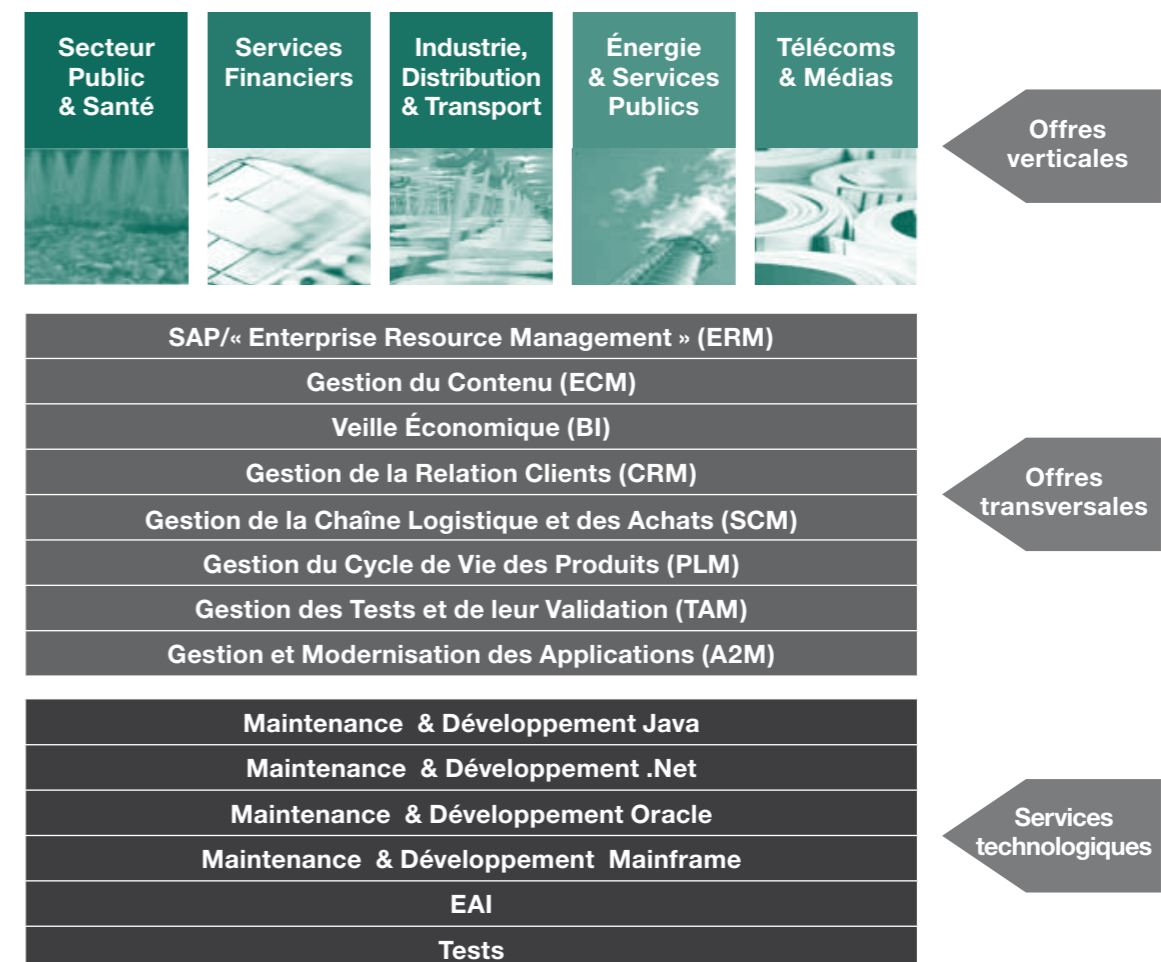 Secteur
Public
& Santé
Services
Financiers
Industrie,
Distribution
& Transport
Énergie
& Services
Publics
Télécoms
& Médias
Offres
verticales
SAP/« Enterprise Resource Management » (ERM)
Gestion du Contenu (ECM)
Veille Économique (BI)
Gestion de la Relation Clients (CRM)
Gestion de la Chaîne Logistique et des Achats (SCM)
Gestion du Cycle de Vie des Produits (PLM)
Gestion des Tests et de leur Validation (TAM)
Gestion et Modernisation des Applications (A2M)
Offres
transversales
Maintenance & Développement Java
Maintenance & Développement .Net
Maintenance & Développement Oracle
Maintenance & Développement Mainframe
EAI
Tests
Services
technologiques